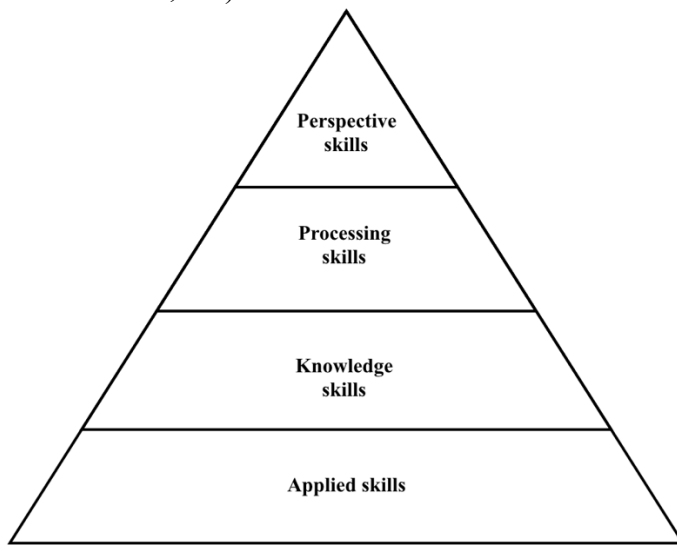 Perspective
skills
Processing
skills
Knowledge
skills
Applied skills